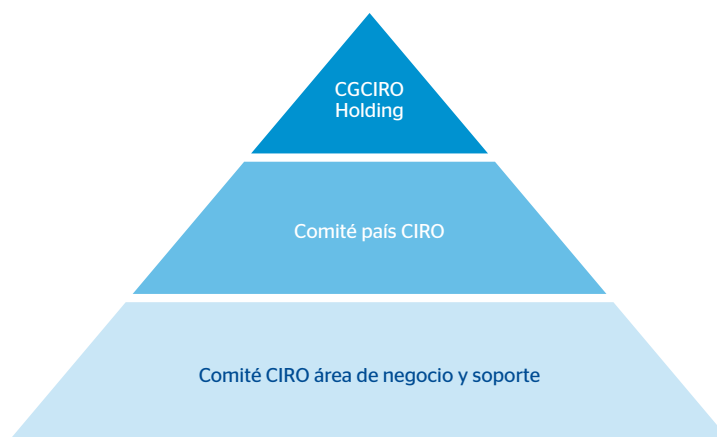 CGCIRO
Holding
Comité país CIRO
Comité CIRO área de negocio y soporte